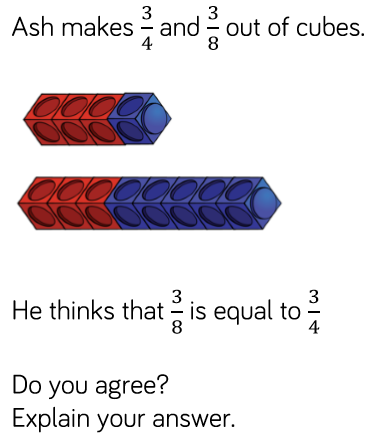 Ash makes 3/4 and 3/8 out of cubes.
He thinks that 3/8 is equal to 3/4
Do you agree?
Explain your answer.